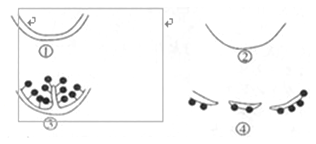 ↵ ↵
① ②
③ ④